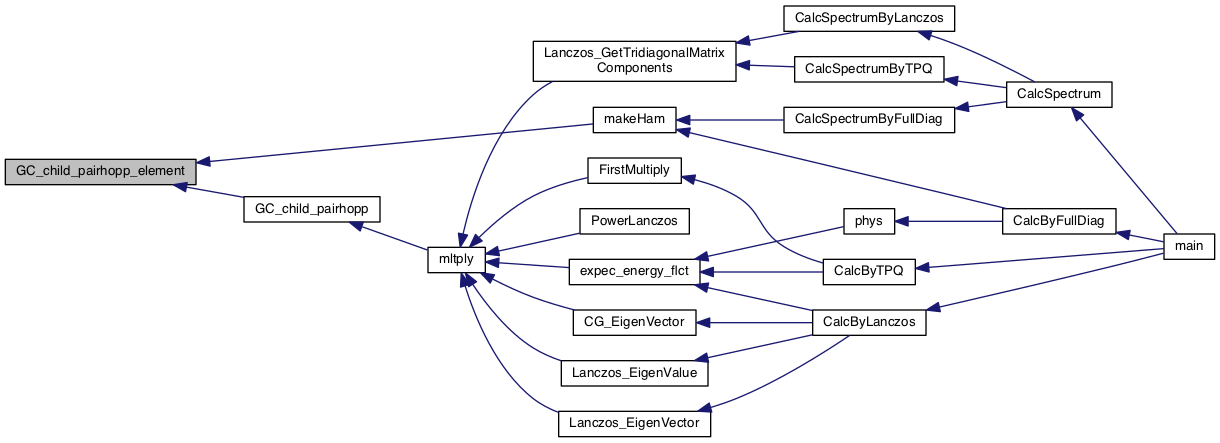 GC_child_pairhopp_element
GC_child_pairhopp
makeHam
mltply
Lanczos_GetTridiagonalMatrix
Components
FirstMultiply
PowerLanczos
expec_energy_flct
CG_EigenVector
Lanczos_EigenValue
Lanczos_EigenVector
CalcSpectrumByLanczos
CalcSpectrumByTPQ
CalcSpectrumByFullDiag
phys
CalcByTPQ
CalcByLanczos
CalcSpectrum
CalcByFullDiag
main